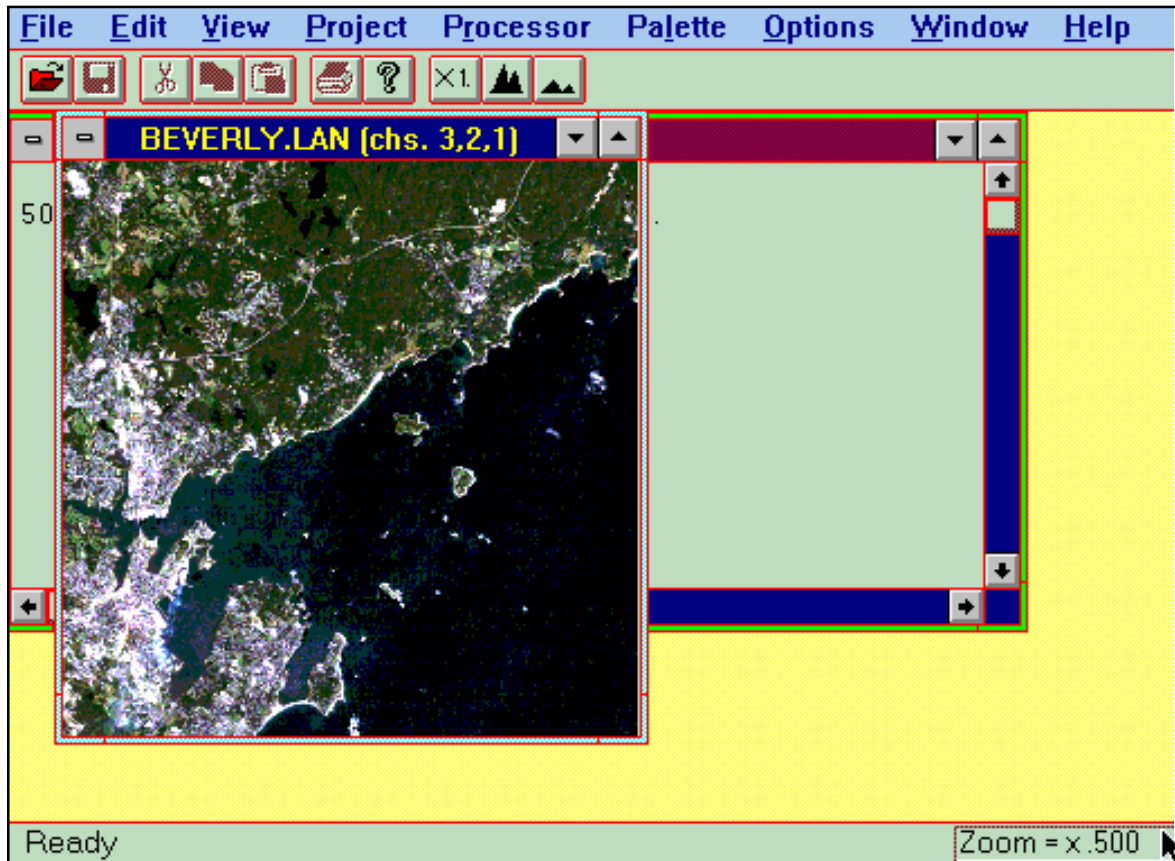 File Edit View Project Processor Palette Options Window Help
×1.
BEVERLY.LAN (chs. 3,2,1)
50
Ready
Zoom = x .500